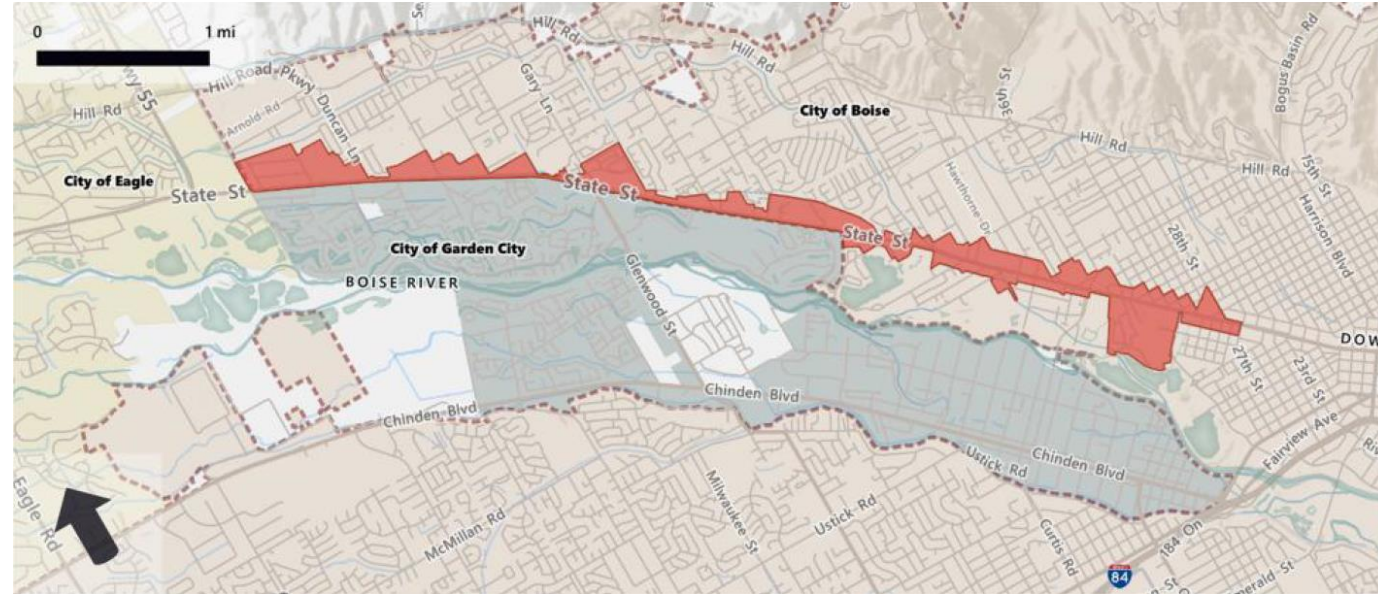 0 1 mi
Hill Rd
Hill Road Pkwy
Duncan Ln
Gary Ln
Hill Rd
36th St
Bogus Basin Rd
wy 55
Hill Rd
Arnold Rd
City of Boise
Hill Rd
Hill Rd
15th St
Harrison Blvd
City of Eagle
State St
State St
Hawthorne Dr
28th St
State St
City of Garden City
BOISE RIVER
Glenwood St
DOW
27th St
23rd St
Chinden Blvd
Chinden Blvd
Fairview Ave
Riv
Ustick Rd
Chinden Blvd
Eagle Rd
McMillan Rd
Milwaukee St
Ustick Rd
Curtis Rd
184 On
84
merald St